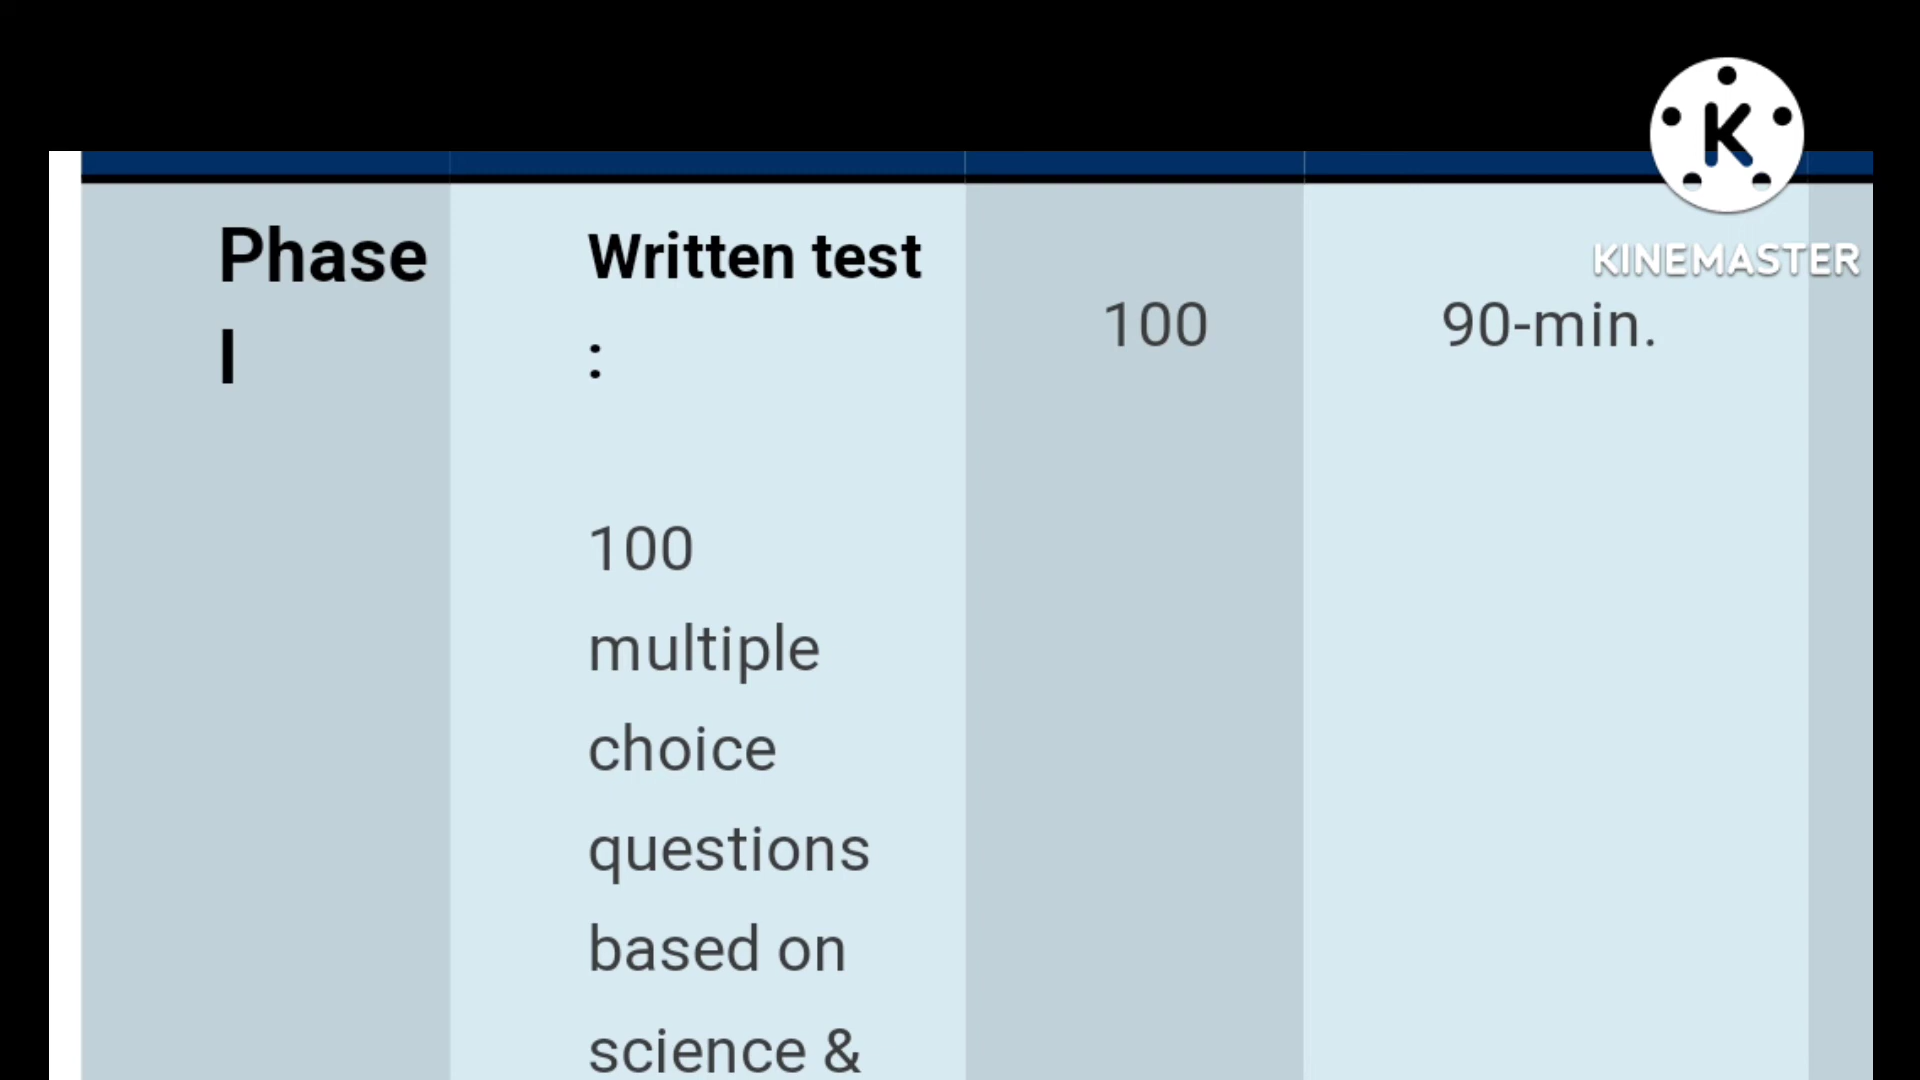 K
KINEMASTER
Phase
I
Written test
:
100
90-min.
100
multiple
choice
questions
based on
science &